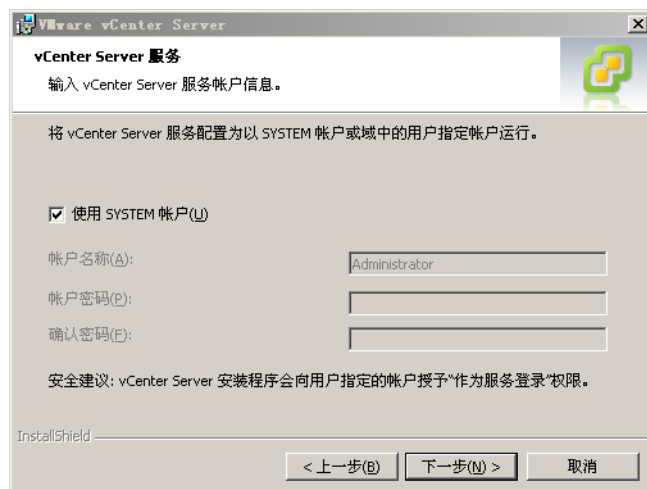 VMware vCenter Server
vCenter Server 服务
输入 vCenter Server 服务帐户信息。
将 vCenter Server 服务配置为以 SYSTEM 帐户或域中的用户指定帐户运行。
使用 SYSTEM 帐户(U)
帐户名称(A):
Administrator
帐户密码(P):
确认密码(F):
安全建议: vCenter Server 安装程序会向用户指定的帐户授予“作为服务登录”权限。
InstallShield
< 上一步(B)
下一步(N) >
取消